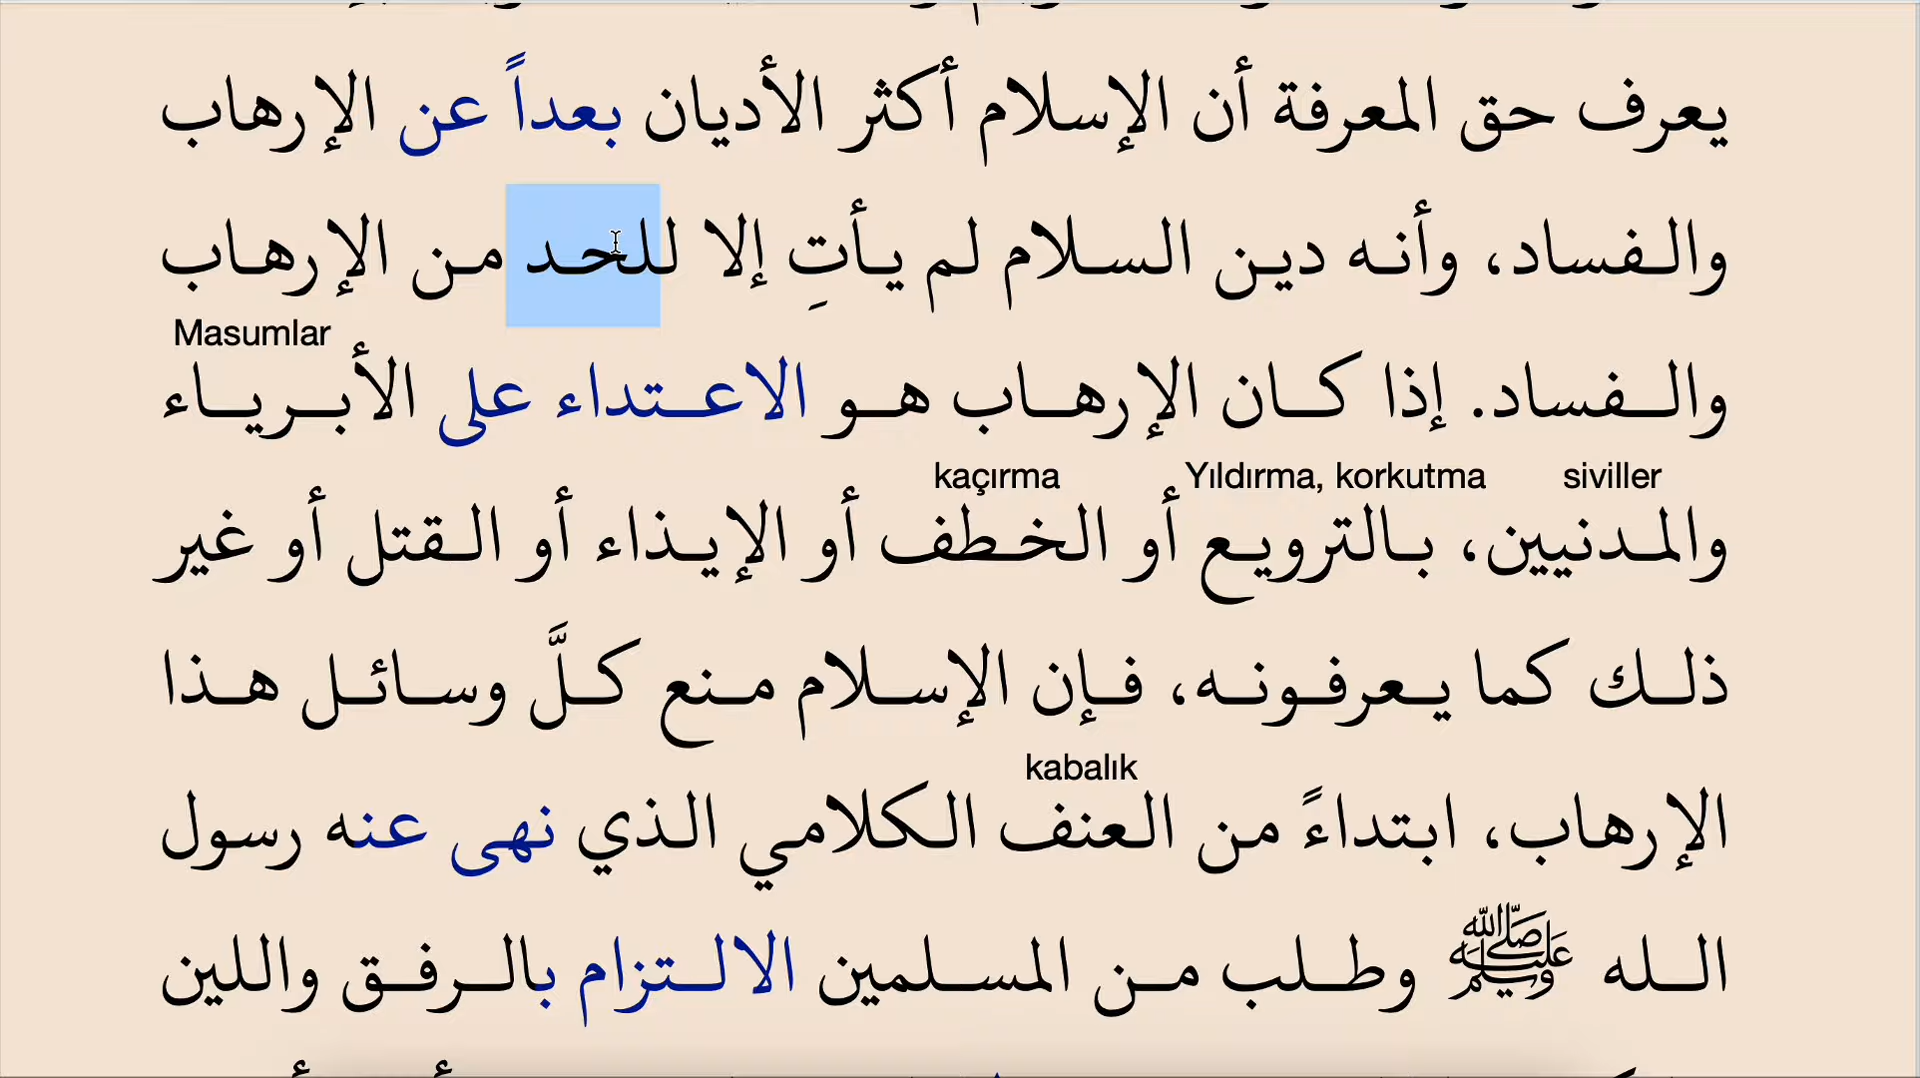 يعرف حق المعرفة أن الإسلام أكثر الأديان بعداً عن الإرهاب
والفساد، وأنه دين السلام لم يأتِ إلا للحد من الإرهاب
Masumlar
والفساد. إذا كان الإرهاب هو الاعتداء على الأبرياء
kaçırma Yıldırma, korkutma siviller
والمدنيين، بالترويع أو الخطف أو الإيذاء أو القتل أو غير
ذلك كما يعرفونه، فإن الإسلام منع كلَّ وسائل هذا
kabalık
الإرهاب، ابتداءً من العنف الكلامي الذي نهى عنه رسول
الله ﷺ وطلب من المسلمين الالتزام بالرفق واللين